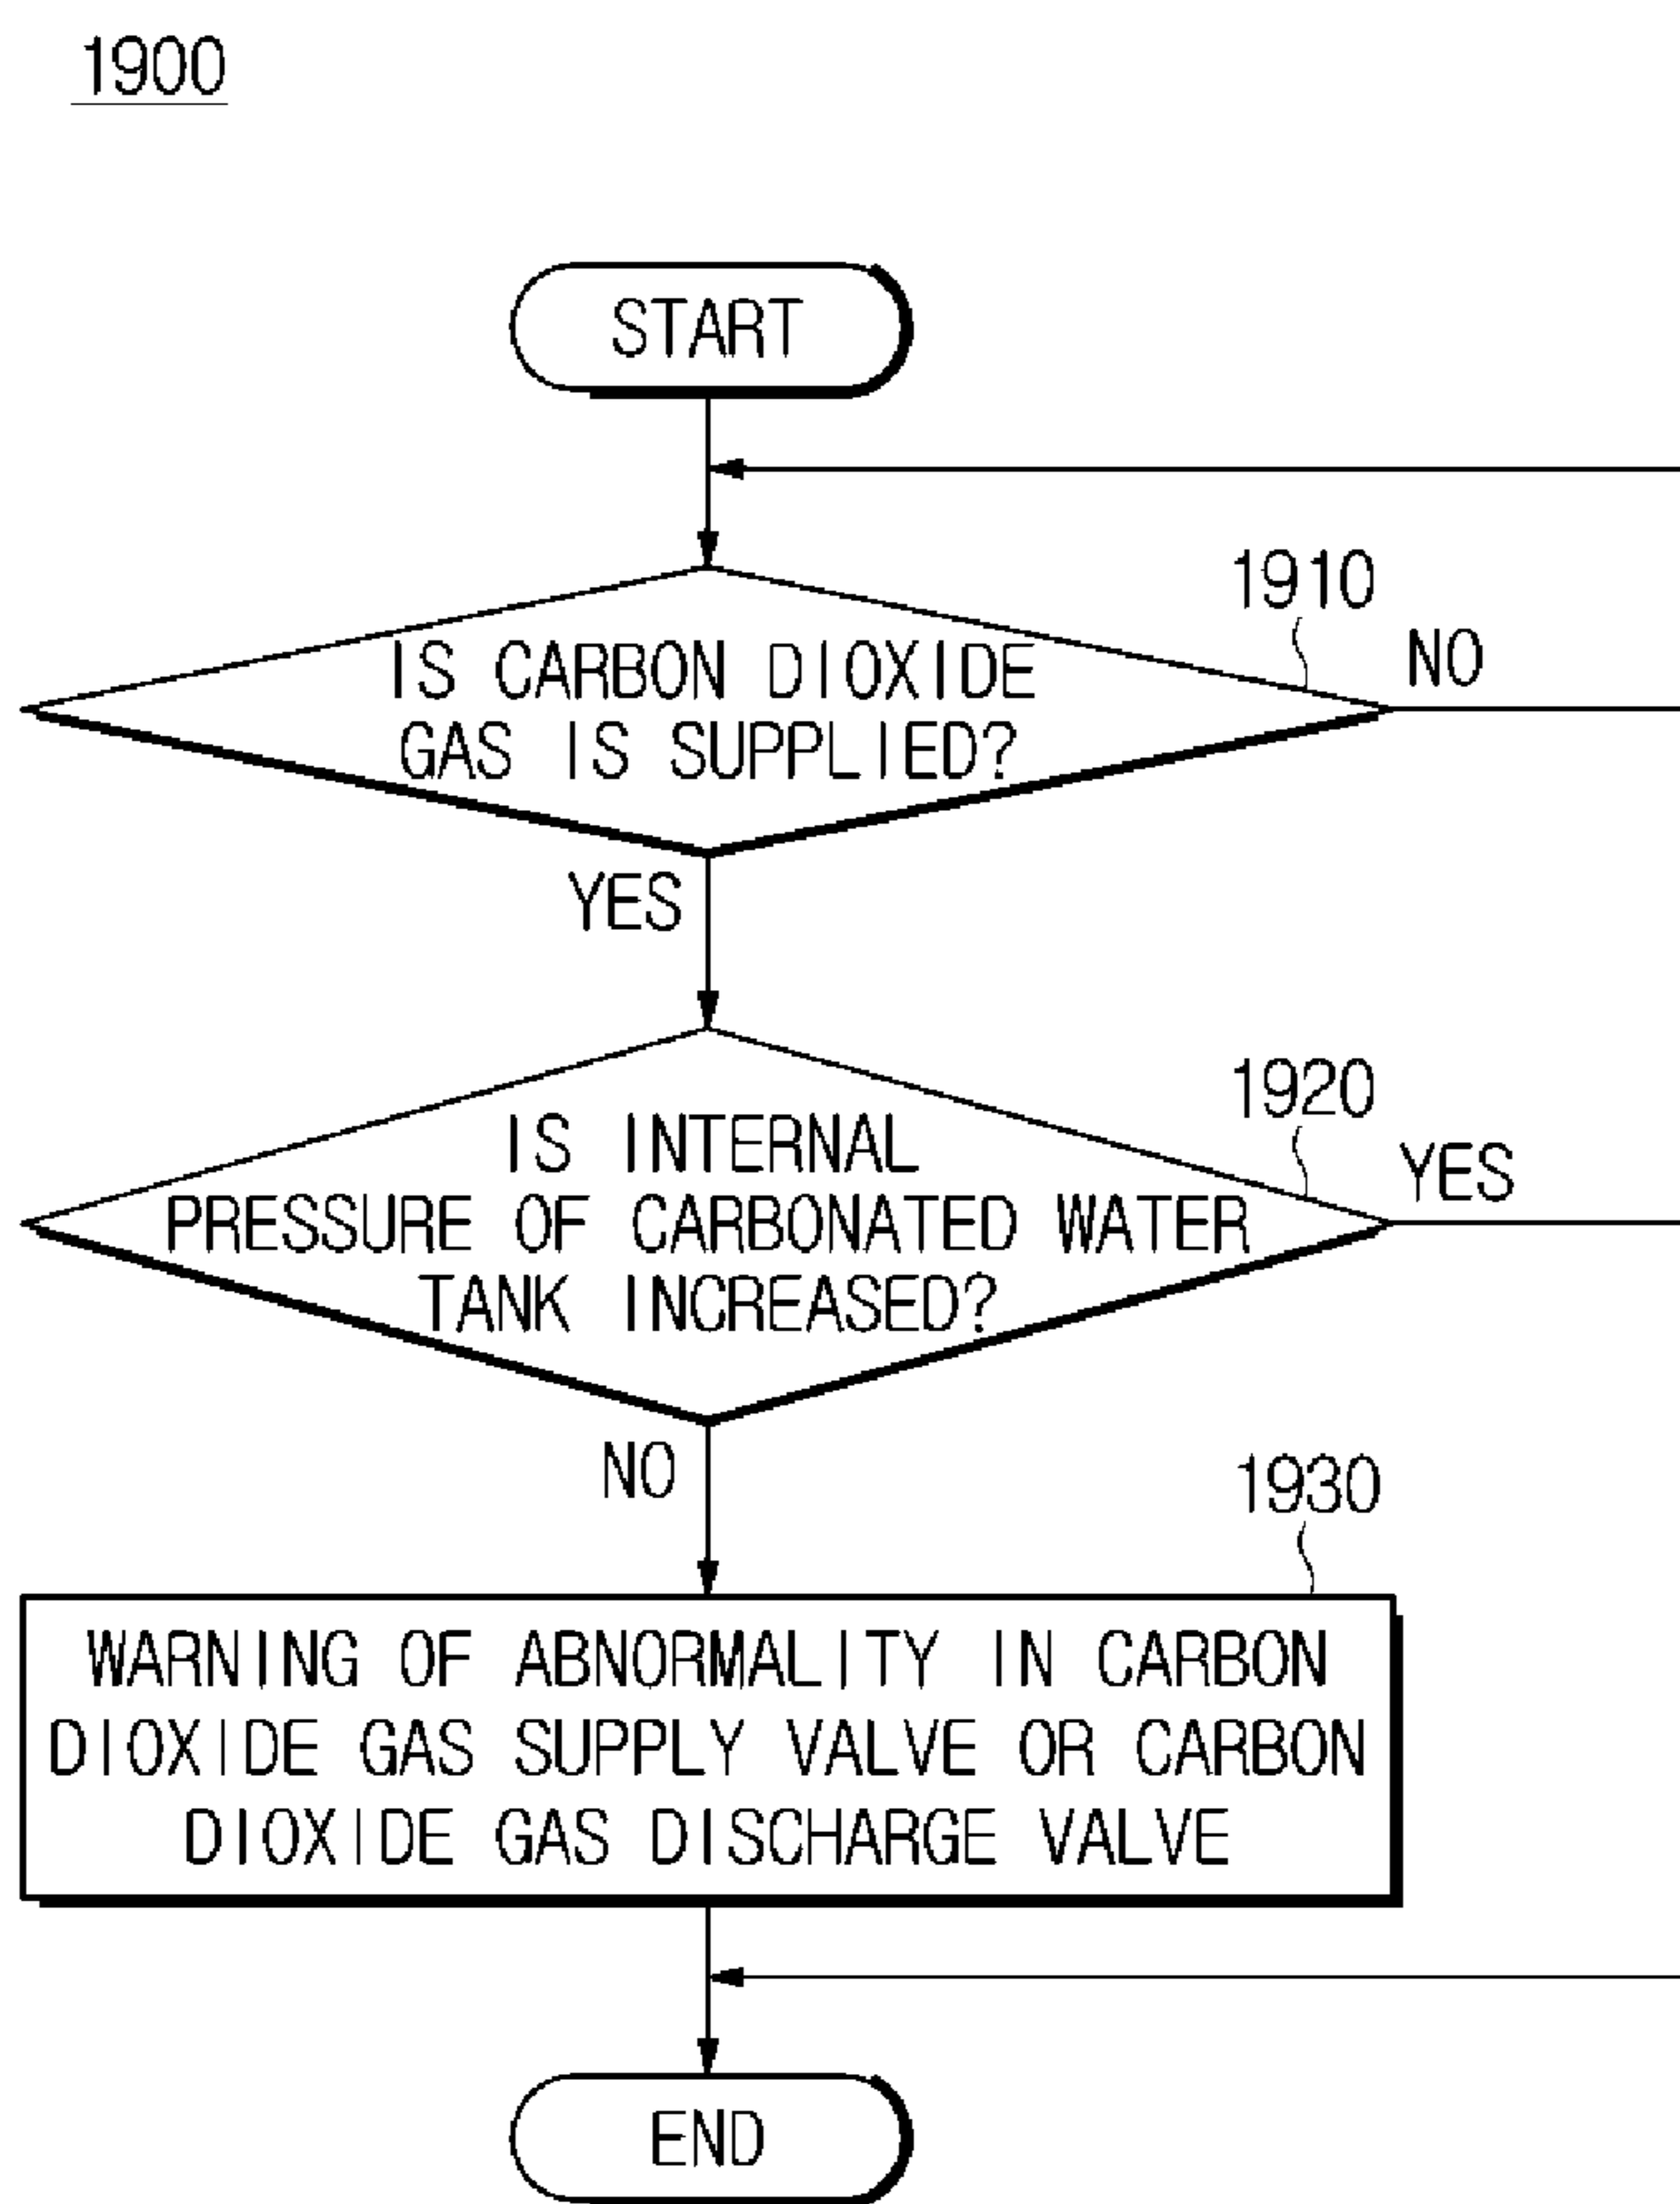 1900
START
1910
NO
IS CARBON DIOXIDE
GAS IS SUPPLIED?
YES
1920
YES
IS INTERNAL
PRESSURE OF CARBONATED WATER
TANK INCREASED?
NO
1930
WARNING OF ABNORMALITY IN CARBON
DIOXIDE GAS SUPPLY VALVE OR CARBON
DIOXIDE GAS DISCHARGE VALVE
END